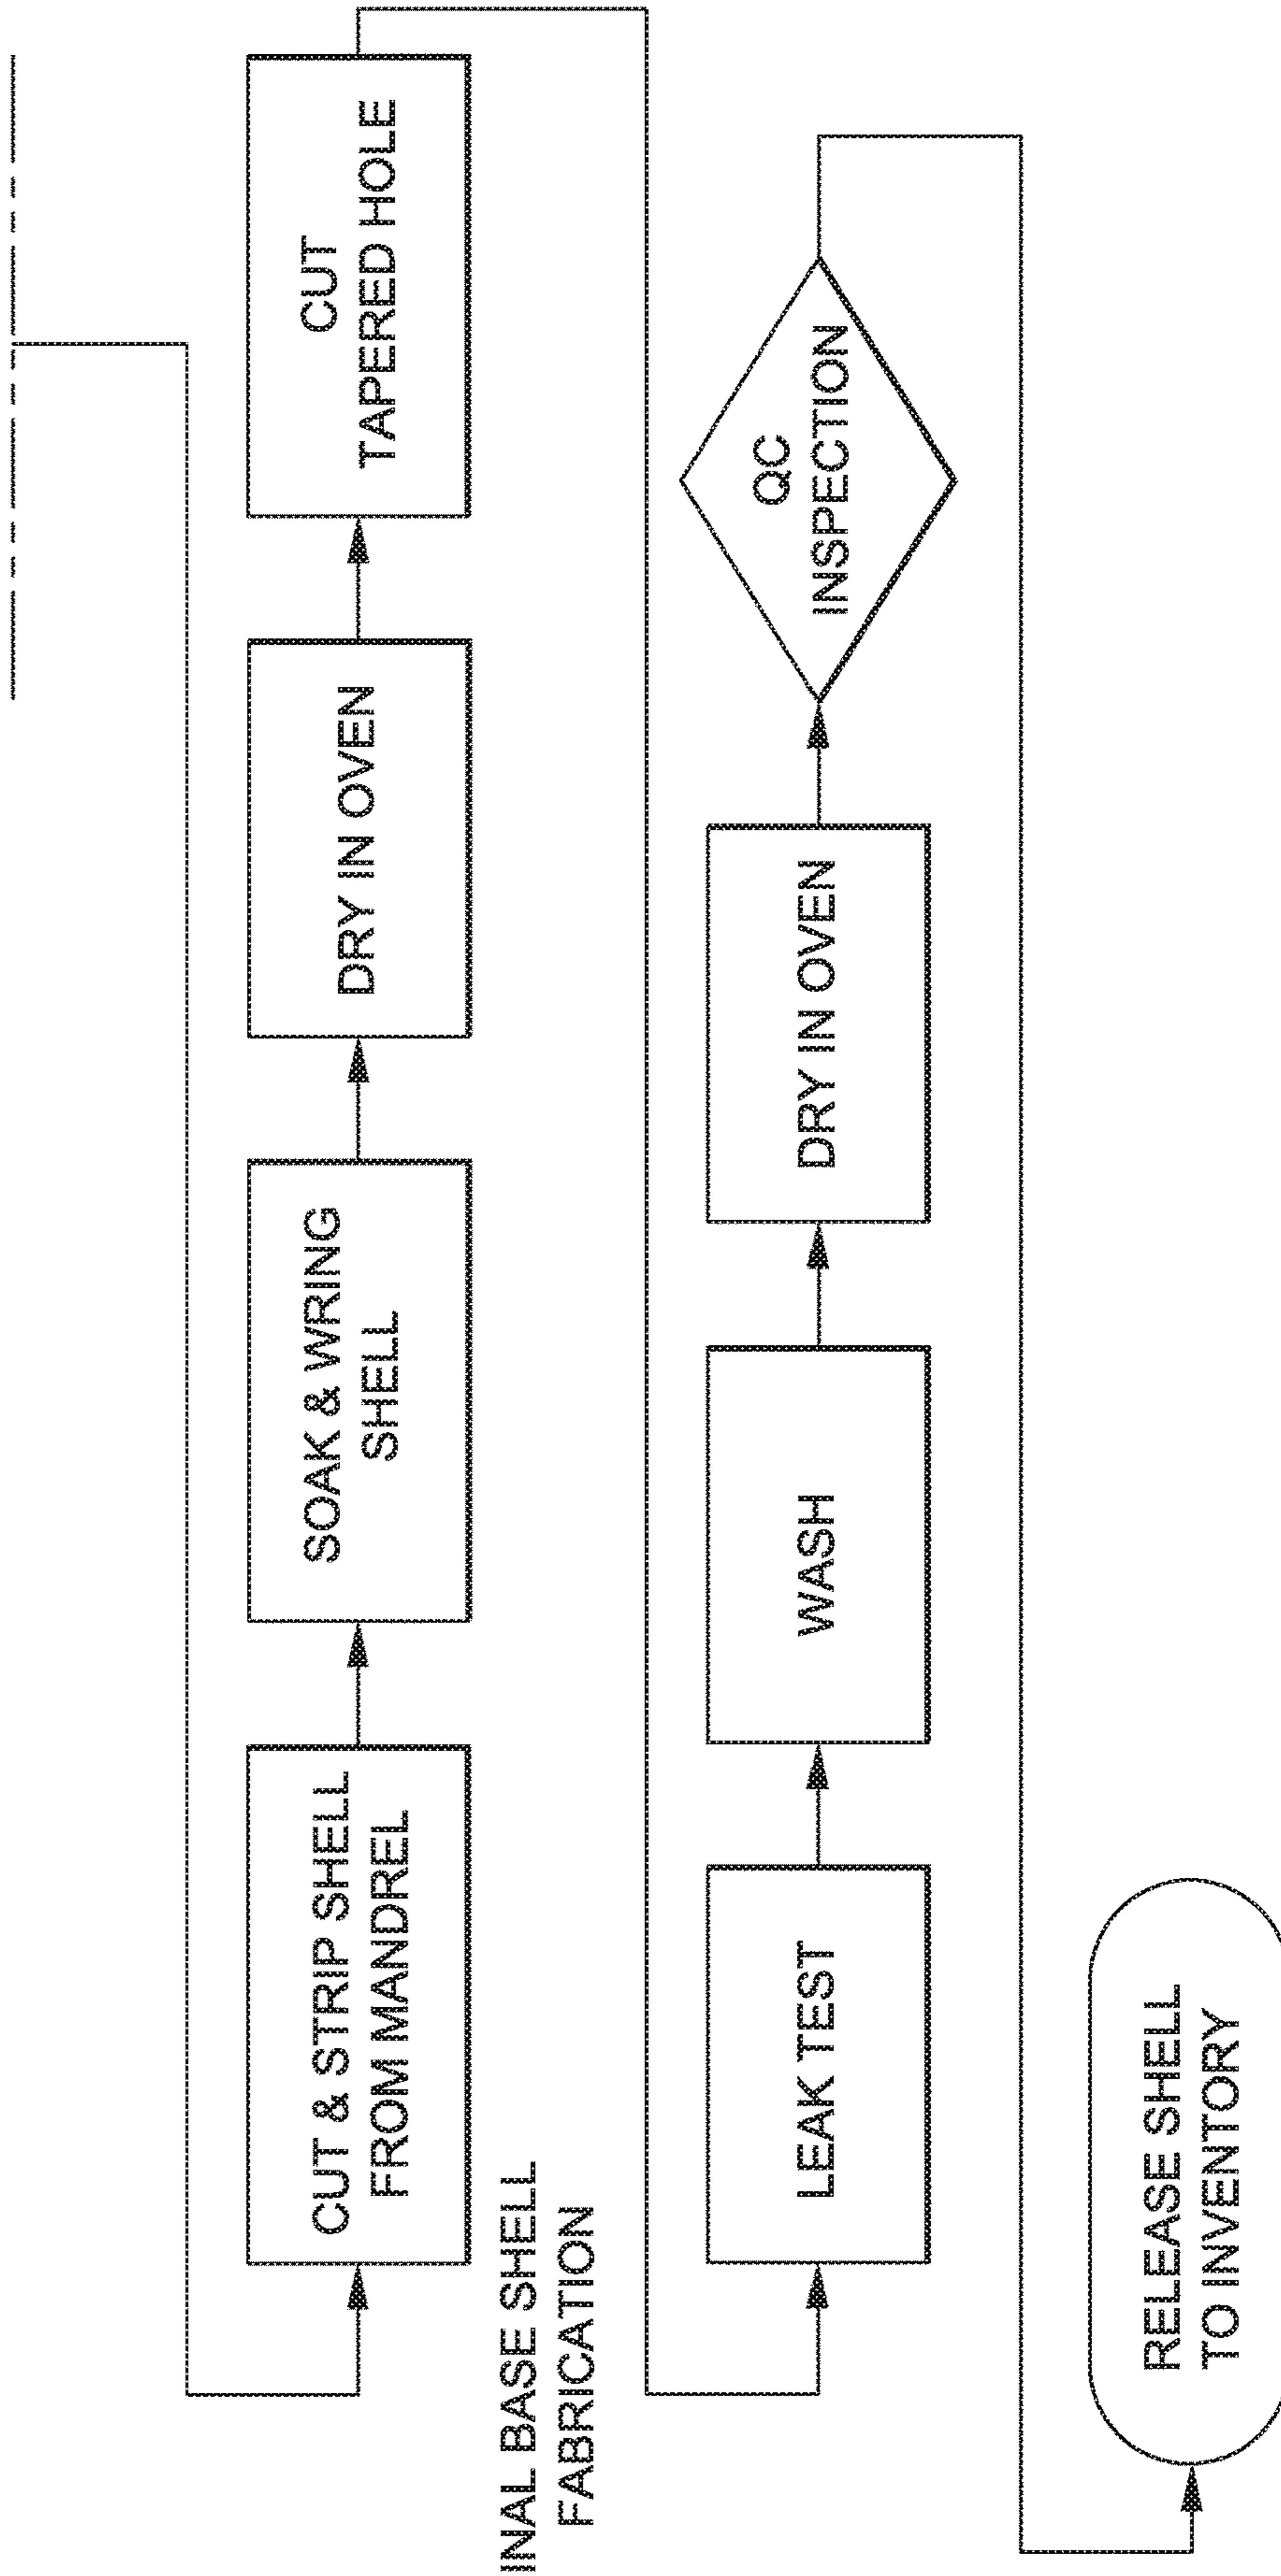 CUT & STRIP SHELL
FROM MANDREL
SOAK & WRING
SHELL
DRY IN OVEN
CUT
TAPERED HOLE
INAL BASE SHELL
FABRICATION
LEAK TEST
WASH
DRY IN OVEN
QC
INSPECTION
RELEASE SHELL
TO INVENTORY